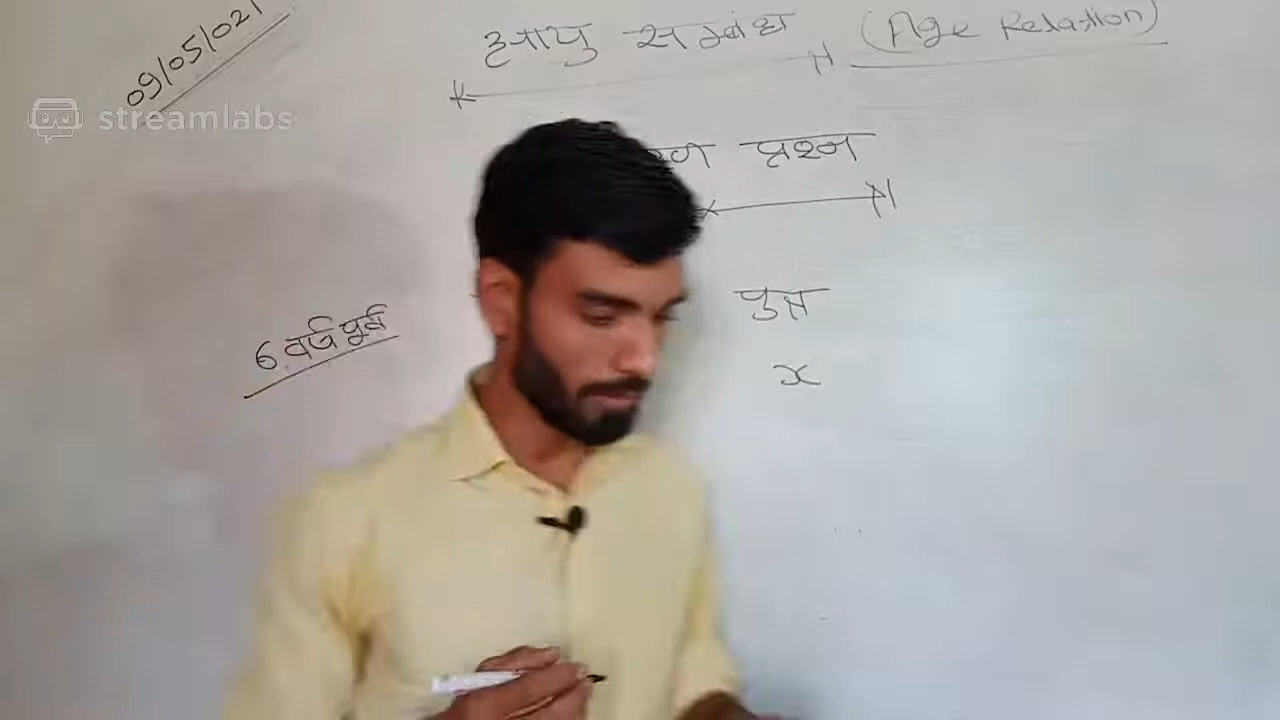 09/05/021
streamlabs
आयु सम्बंध (Age Relation)
प्रश्न
पुत्र
6 वर्ष पूर्व
x